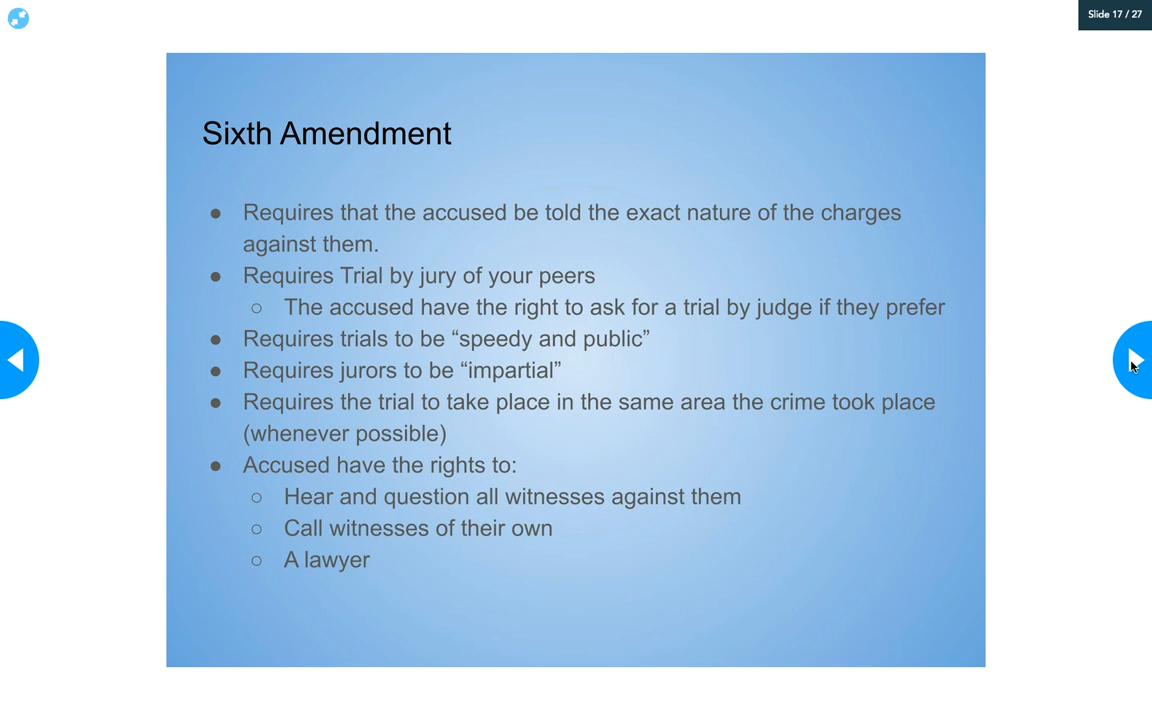 Slide 17 / 27
Sixth Amendment
● Requires that the accused be told the exact nature of the charges
against them.
● Requires Trial by jury of your peers
○ The accused have the right to ask for a trial by judge if they prefer
● Requires trials to be “speedy and public”
● Requires jurors to be “impartial”
● Requires the trial to take place in the same area the crime took place
(whenever possible)
● Accused have the rights to:
○ Hear and question all witnesses against them
○ Call witnesses of their own
○ A lawyer